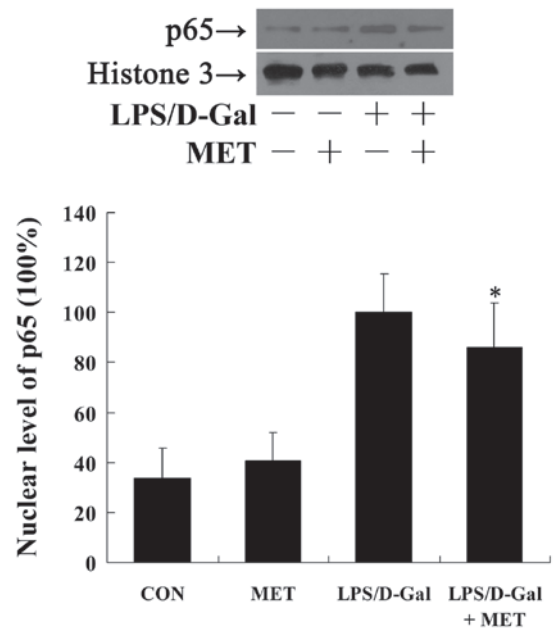 p65→
Histone 3→
LPS/D-Gal — — + +
MET — + — +
Nuclear level of p65 (100%)
140
120
100
80
60
40
20
0
*
CON MET LPS/D-Gal LPS/D-Gal
+ MET